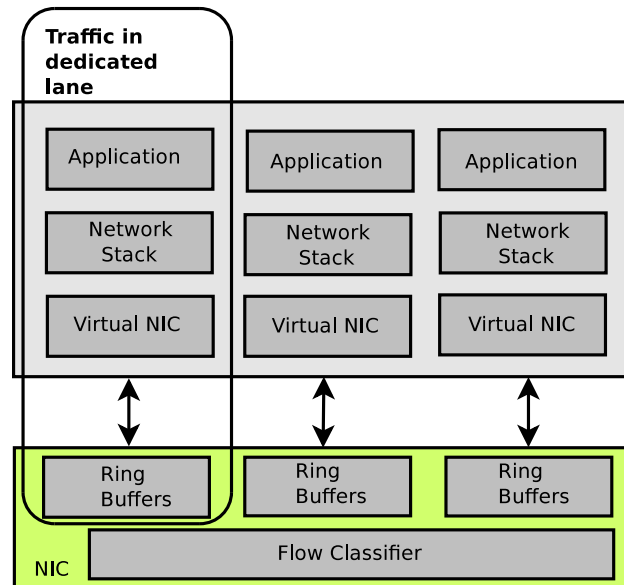 Traffic in
dedicated
lane
Application
Application
Application
Network
Stack
Network
Stack
Network
Stack
Virtual NIC
Virtual NIC
Virtual NIC
Ring
Buffers
Ring
Buffers
Ring
Buffers
Flow Classifier
NIC